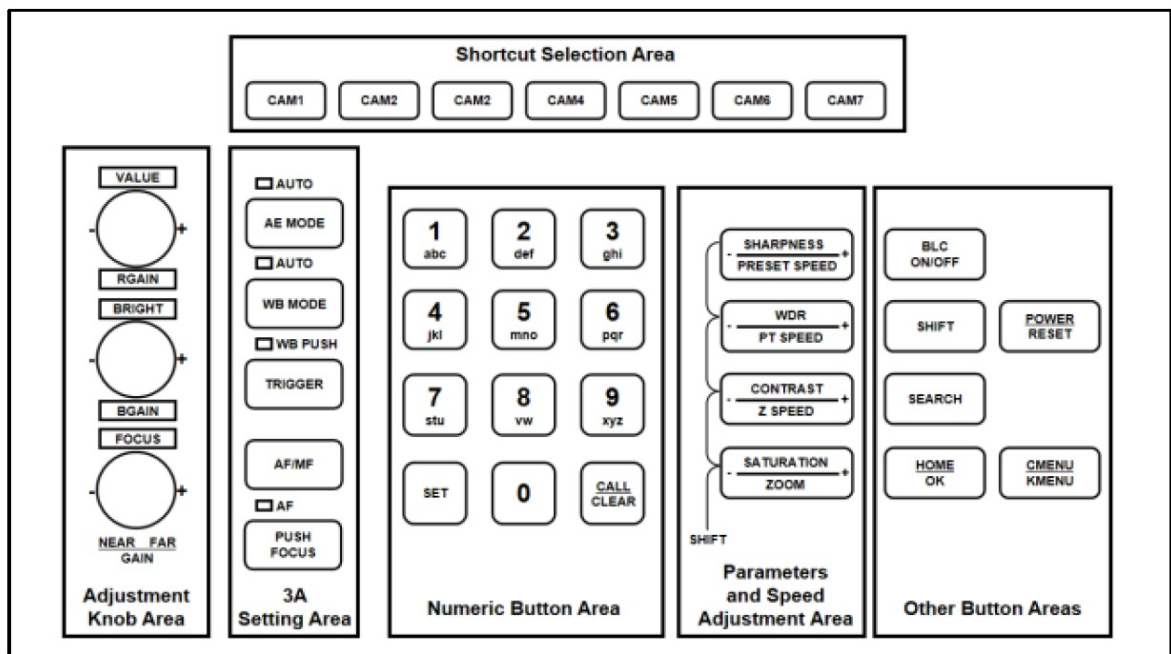 Shortcut Selection Area
CAM1 CAM2 CAM2 CAM4 CAM5 CAM6 CAM7
VALUE
- +
RGAIN
BRIGHT
- +
BGAIN
FOCUS
- +
NEAR FAR
GAIN
Adjustment
Knob Area
AUTO
AE MODE
AUTO
WB MODE
WB PUSH
TRIGGER
AF/MF
AF
PUSH
FOCUS
3A
Setting Area
1 2 3
abc def ghi
4 5 6
jkl mno pqr
7 8 9
stu vw xyz
SET 0 CALL
CLEAR
Numeric Button Area
- SHARPNESS +
PRESET SPEED
- WDR +
PT SPEED
- CONTRAST +
Z SPEED
- SATURATION +
ZOOM
SHIFT
Parameters
and Speed
Adjustment Area
BLC
ON/OFF
SHIFT POWER
RESET
SEARCH
HOME CMENU
OK KMENU
Other Button Areas